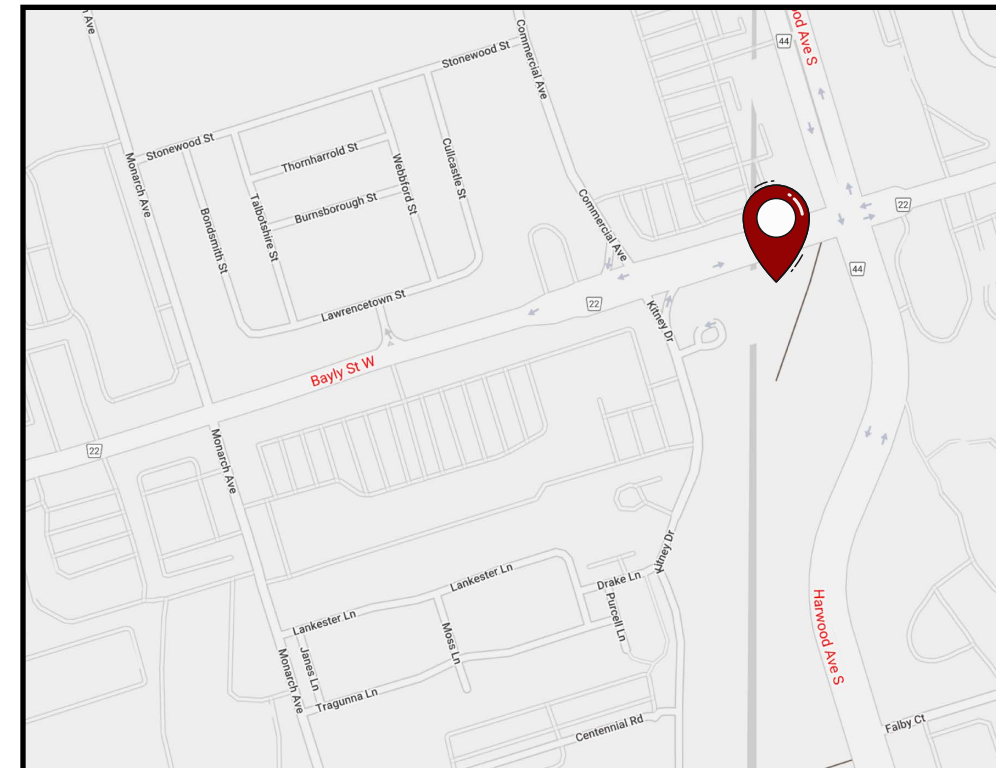 n Ave
ood Ave S
44
Commercial Ave
Stonewood St
Stonewood St
Monarch Ave
Thornharrold St
Webbford St
Cullcastle St
Burnsborough St
Talbotshire St
Bondsmith St
Commercial Ave
22
44
Lawrencetown St
22
Kitney Dr
Bayly St W
22
Monarch Ave
Kitney Dr
Lankester Ln
Drake Ln
Purcell Ln
Lankester Ln
Moss Ln
Harwood Ave S
Janes Ln
Monarch Ave
Tragunna Ln
Centennial Rd
Falby Ct